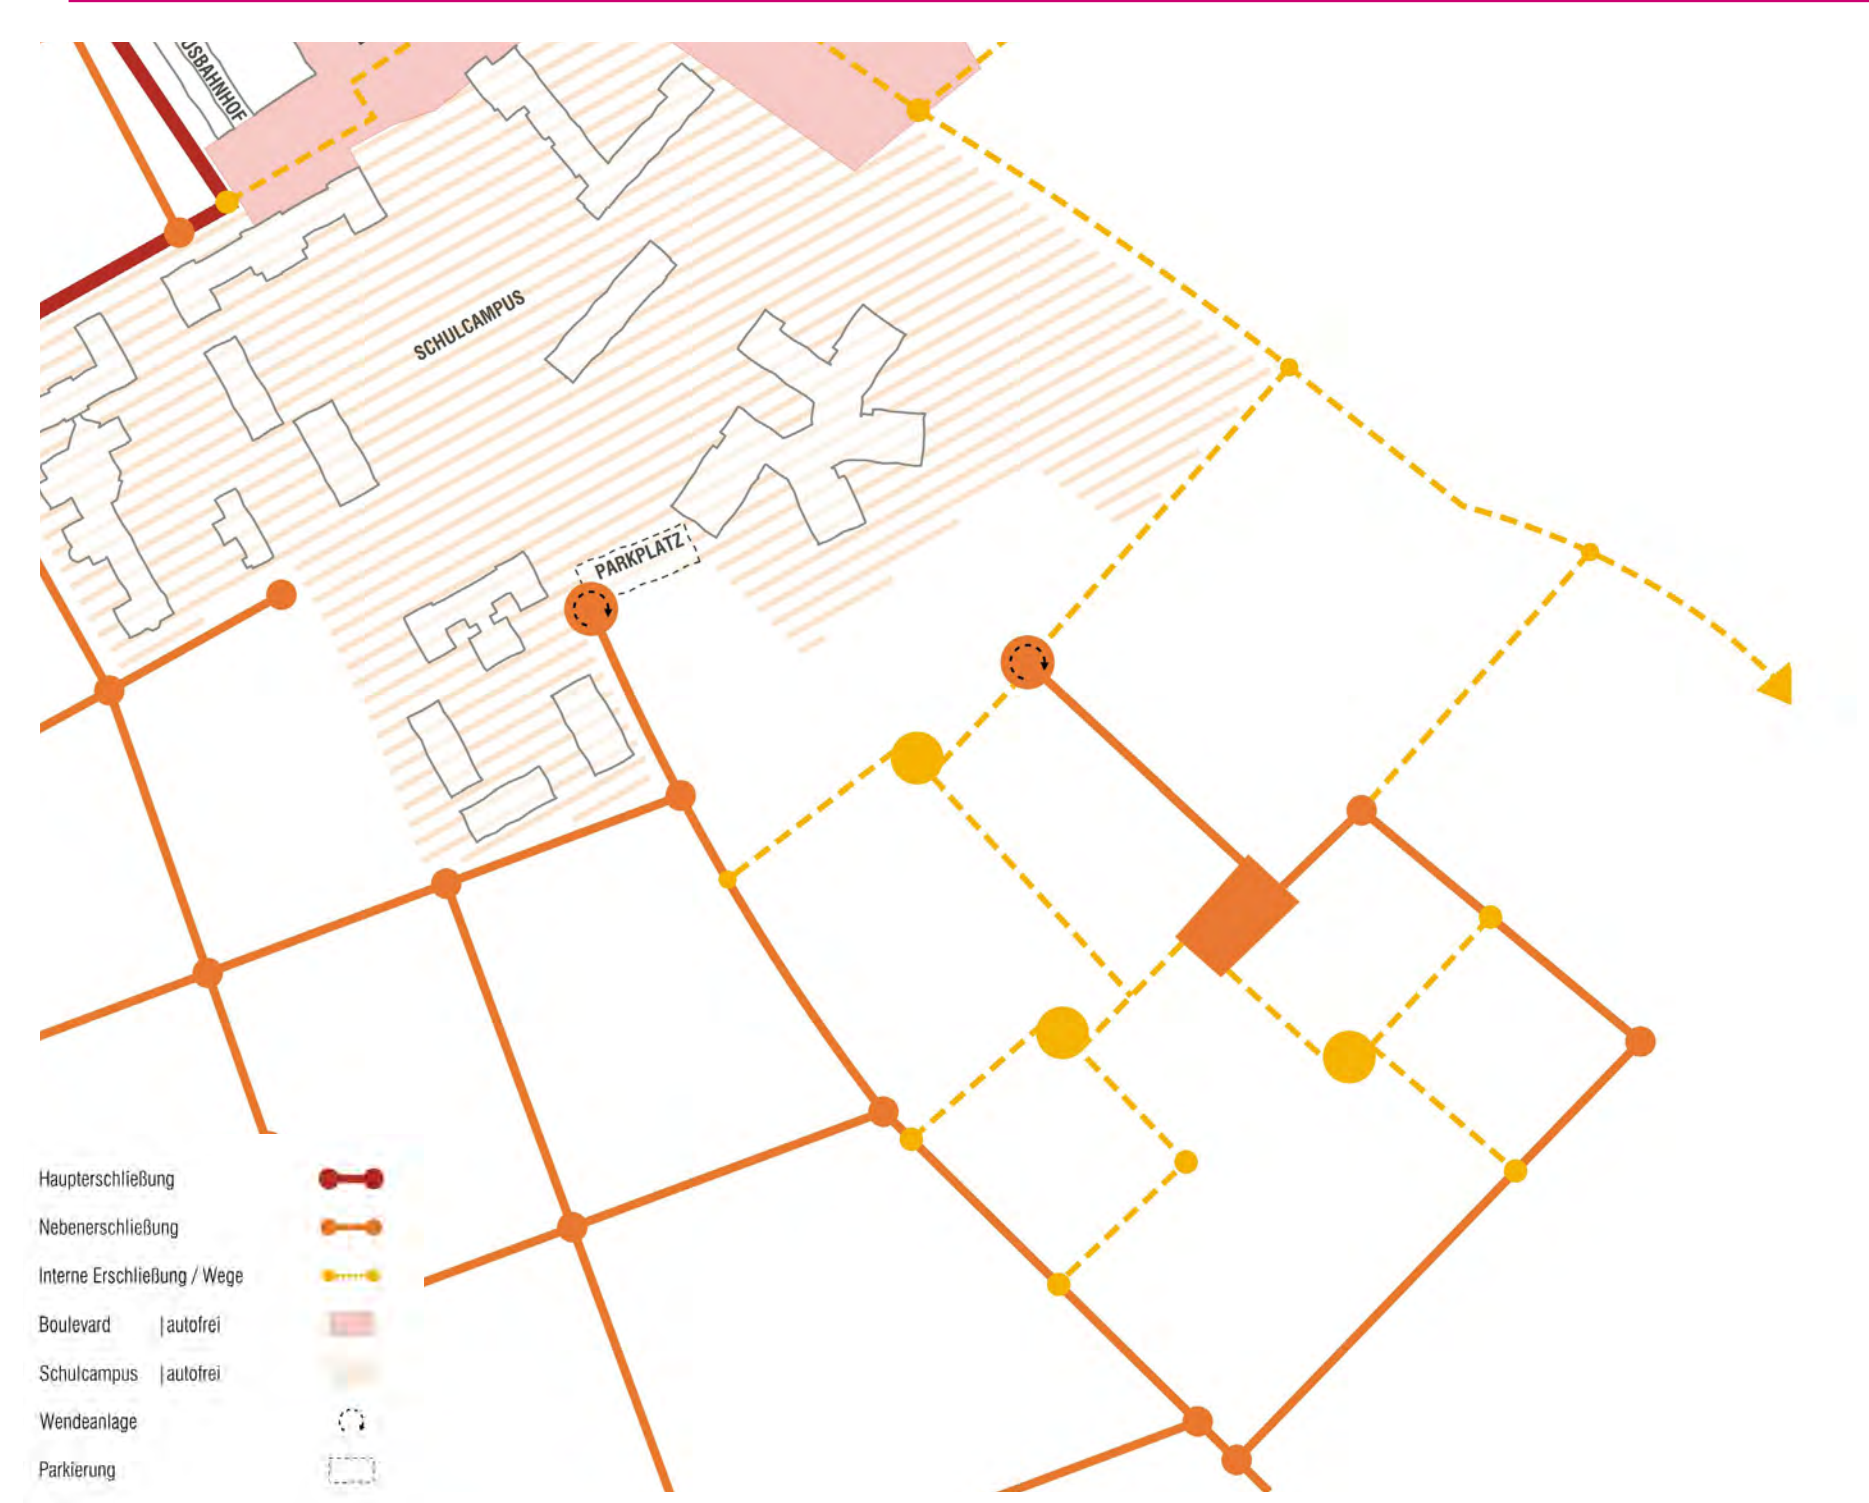 USBAHNHOF
SCHULCAMPUS
PARKPLATZ
Haupterschließung
Nebenerschließung
Interne Erschließung / Wege
Boulevard | autofrei
Schulcampus | autofrei
Wendeanlage
Parkierung